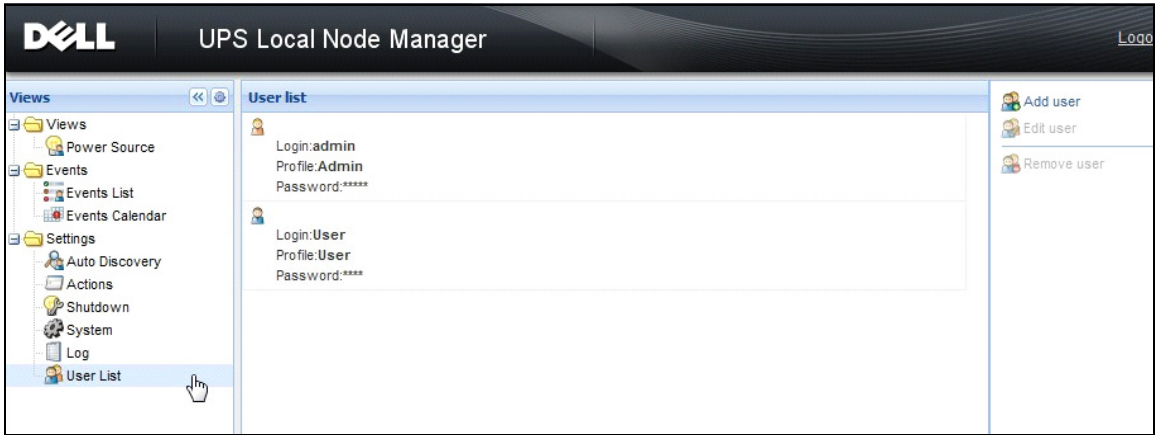 DELL
UPS Local Node Manager
Logo
Views
Views
Power Source
Events
Events List
Events Calendar
Settings
Auto Discovery
Actions
Shutdown
System
Log
User List
User list
Login:admin
Profile:Admin
Password:*****
Login:User
Profile:User
Password:****
Add user
Edit user
Remove user